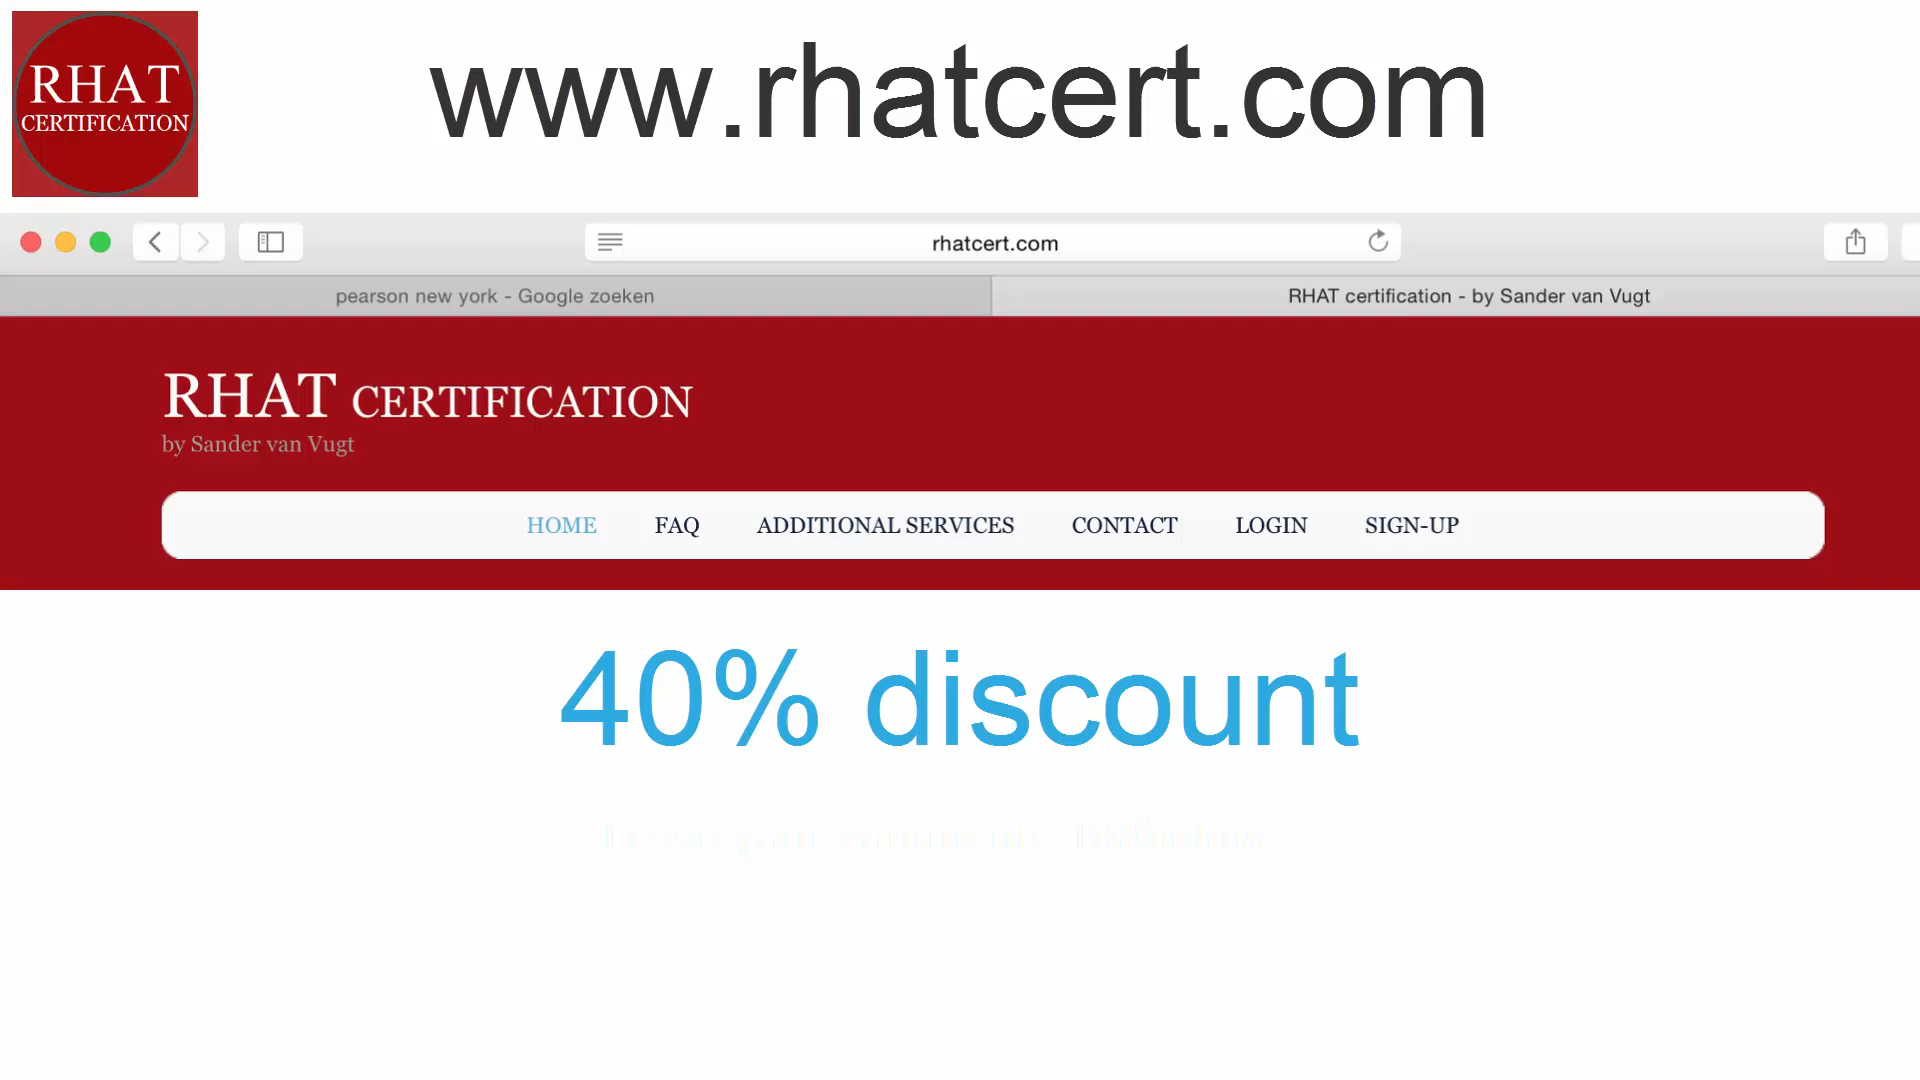 RHAT
CERTIFICATION
www.rhatcert.com
rhatcert.com
pearson new york - Google zoeken
RHAT certification - by Sander van Vugt
RHAT CERTIFICATION
by Sander van Vugt
HOME FAQ ADDITIONAL SERVICES CONTACT LOGIN SIGN-UP
40% discount